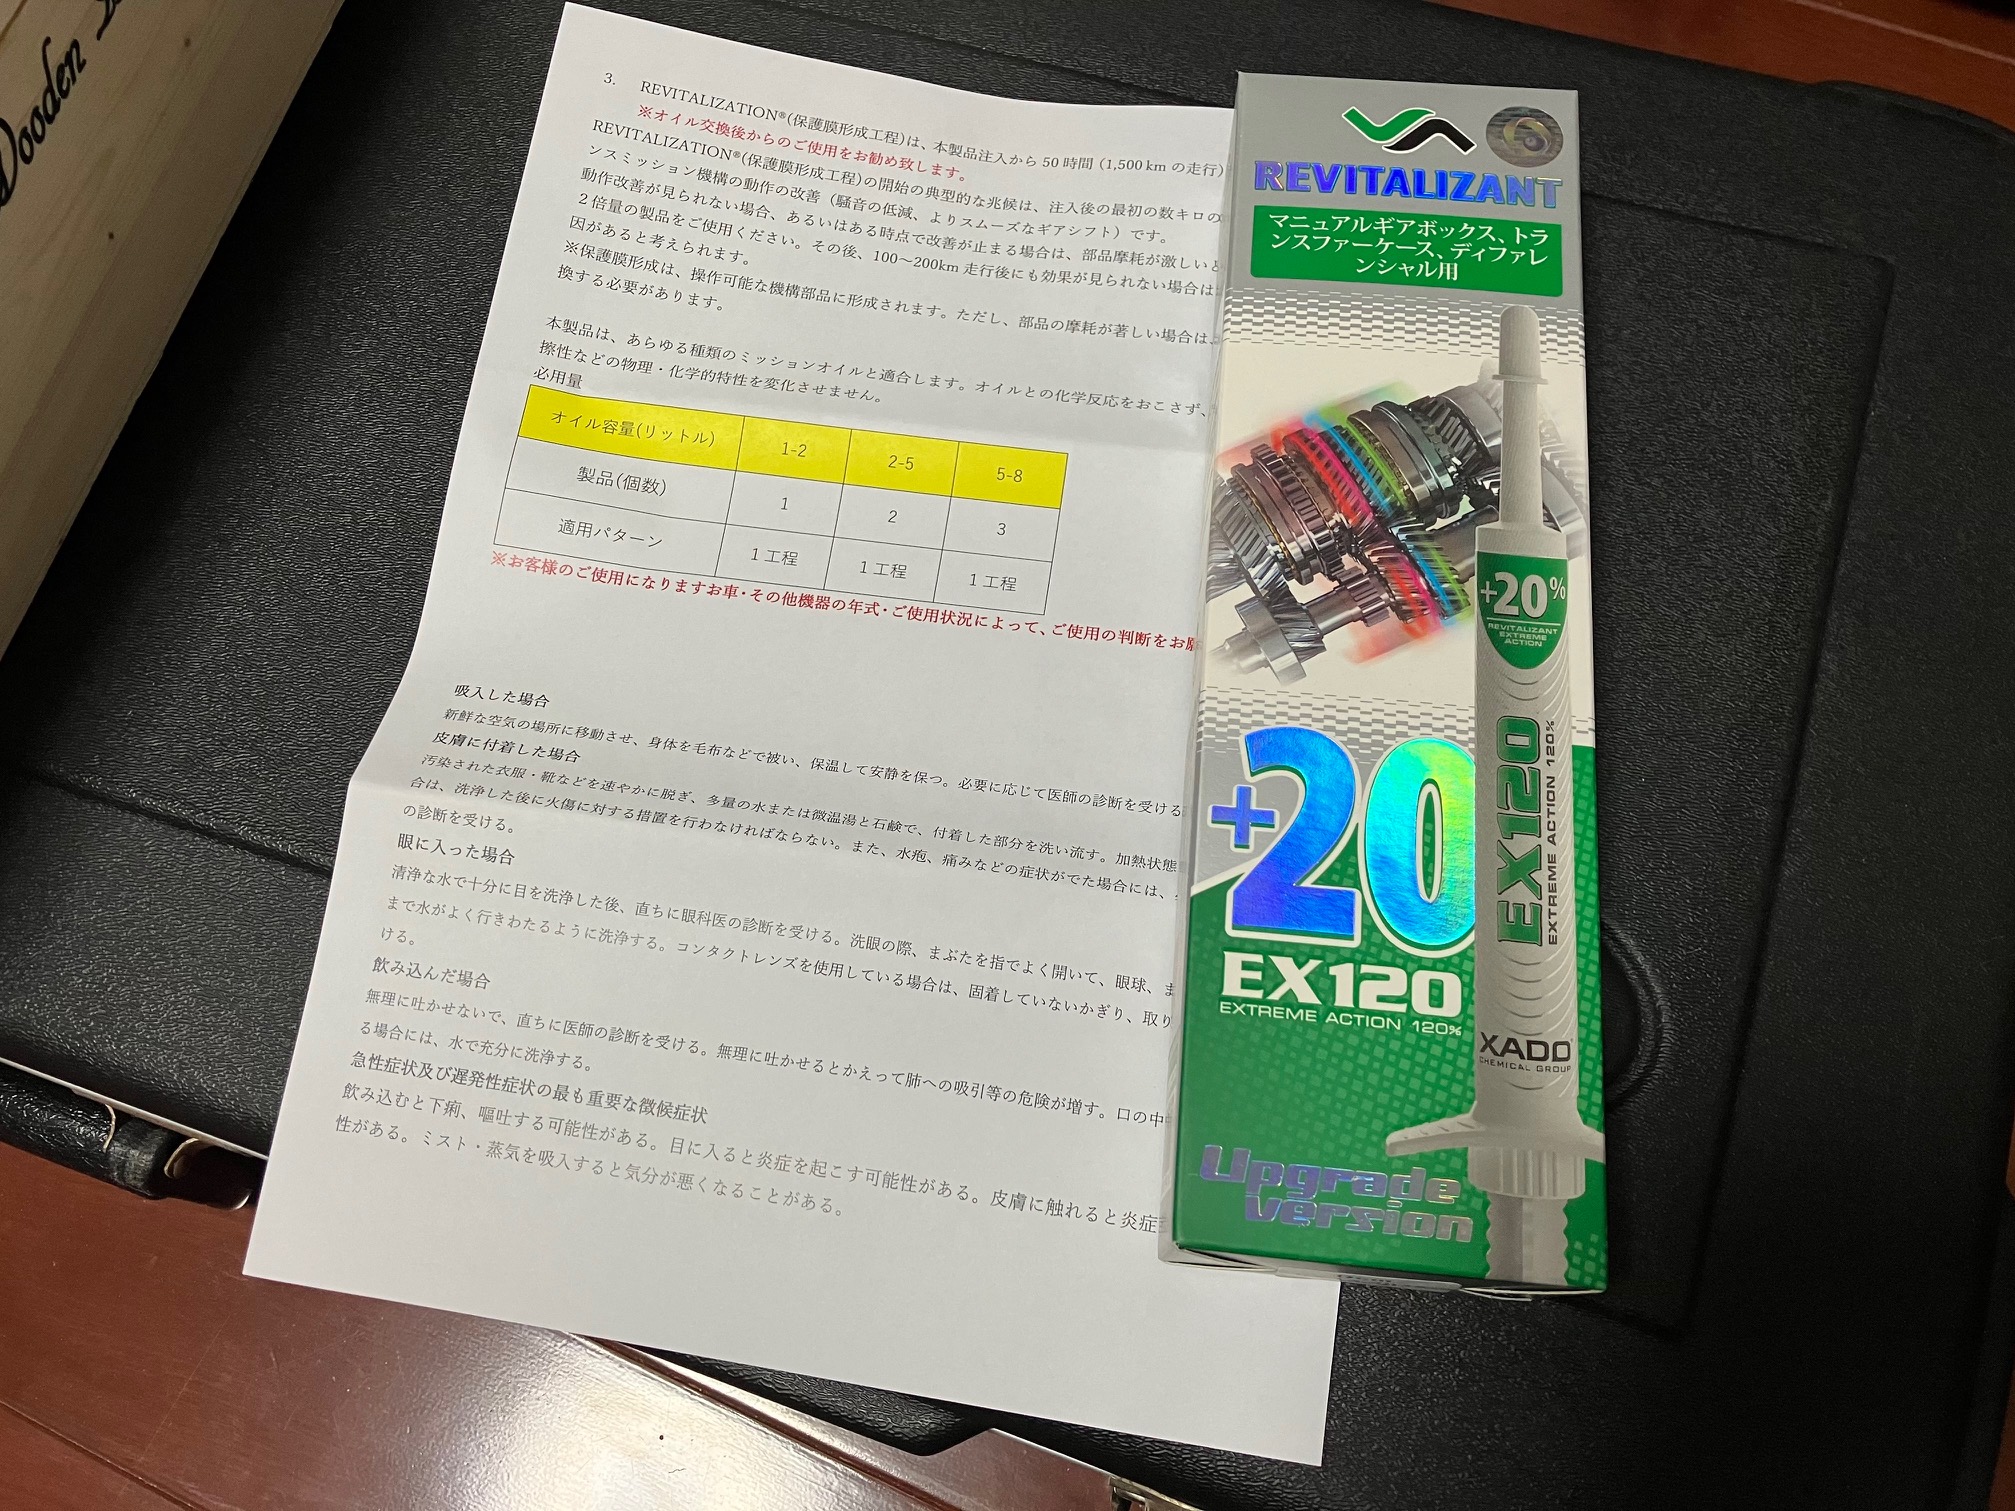 Wooden
3. REVITALIZATION®(保護膜形成工程)は、本製品注入から 50 時間（1,500 km の走行）
※オイル交換後からのご使用をお勧め致します。
REVITALIZATION®(保護膜形成工程)の開始の典型的な兆候は、注入後の最初の数キロの
ンスミッション機構の動作の改善（騒音の低減、よりスムーズなギアシフト）です。
動作改善が見られない場合、あるいはある時点で改善が止まる場合は、部品摩耗が激しいと
２倍量の製品をご使用ください。その後、100～200km 走行後にも効果が見られない場合は
因があると考えられます。
※保護膜形成は、操作可能な機構部品に形成されます。ただし、部品の摩耗が著しい場合は、
換する必要があります。
本製品は、あらゆる種類のミッションオイルと適合します。オイルとの化学反応をおこさず、
擦性などの物理・化学的特性を変化させません。
必用量
オイル容量(リットル) 1-2 2-5 5-8
製品(個数) 1 2 3
適用パターン 1 工程 1 工程 1 工程
※お客様のご使用になりますお車・その他機器の年式・ご使用状況によって、ご使用の判断をお願
吸入した場合
新鮮な空気の場所に移動させ、身体を毛布などで被い、保温して安静を保つ。必要に応じて医師の診断を受ける
皮膚に付着した場合
汚染された衣服・靴などを速やかに脱ぎ、多量の水または微温湯と石鹸で、付着した部分を洗い流す。加熱状態
合は、洗浄した後に火傷に対する措置を行わなければならない。また、水疱、痛みなどの症状がでた場合には、
の診断を受ける。
眼に入った場合
清浄な水で十分に目を洗浄した後、直ちに眼科医の診断を受ける。洗眼の際、まぶたを指でよく開いて、眼球、ま
まで水がよく行きわたるように洗浄する。コンタクトレンズを使用している場合は、固着していないかぎり、取り
ける。
飲み込んだ場合
無理に吐かせないで、直ちに医師の診断を受ける。無理に吐かせるとかえって肺への吸引等の危険が増す。口の中
る場合には、水で充分に洗浄する。
急性症状及び遅発性症状の最も重要な徴候症状
飲み込むと下痢、嘔吐する可能性がある。目に入ると炎症を起こす可能性がある。皮膚に触れると炎症
性がある。ミスト・蒸気を吸入すると気分が悪くなることがある。
REVITALIZANT
マニュアルギアボックス、トラ
ンスファーケース、ディファレ
ンシャル用
+20%
REVITALIZANT
EXTREME
ACTION
EX120
EXTREME ACTION 120%
XADO
CHEMICAL GROUP
+20
EX120
EXTREME ACTION 120%
Upgrade
version